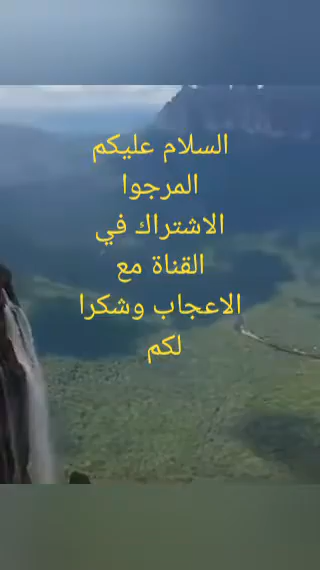 السلام عليكم
المرجوا
الاشتراك في
القناة مع
الاعجاب وشكرا
لكم